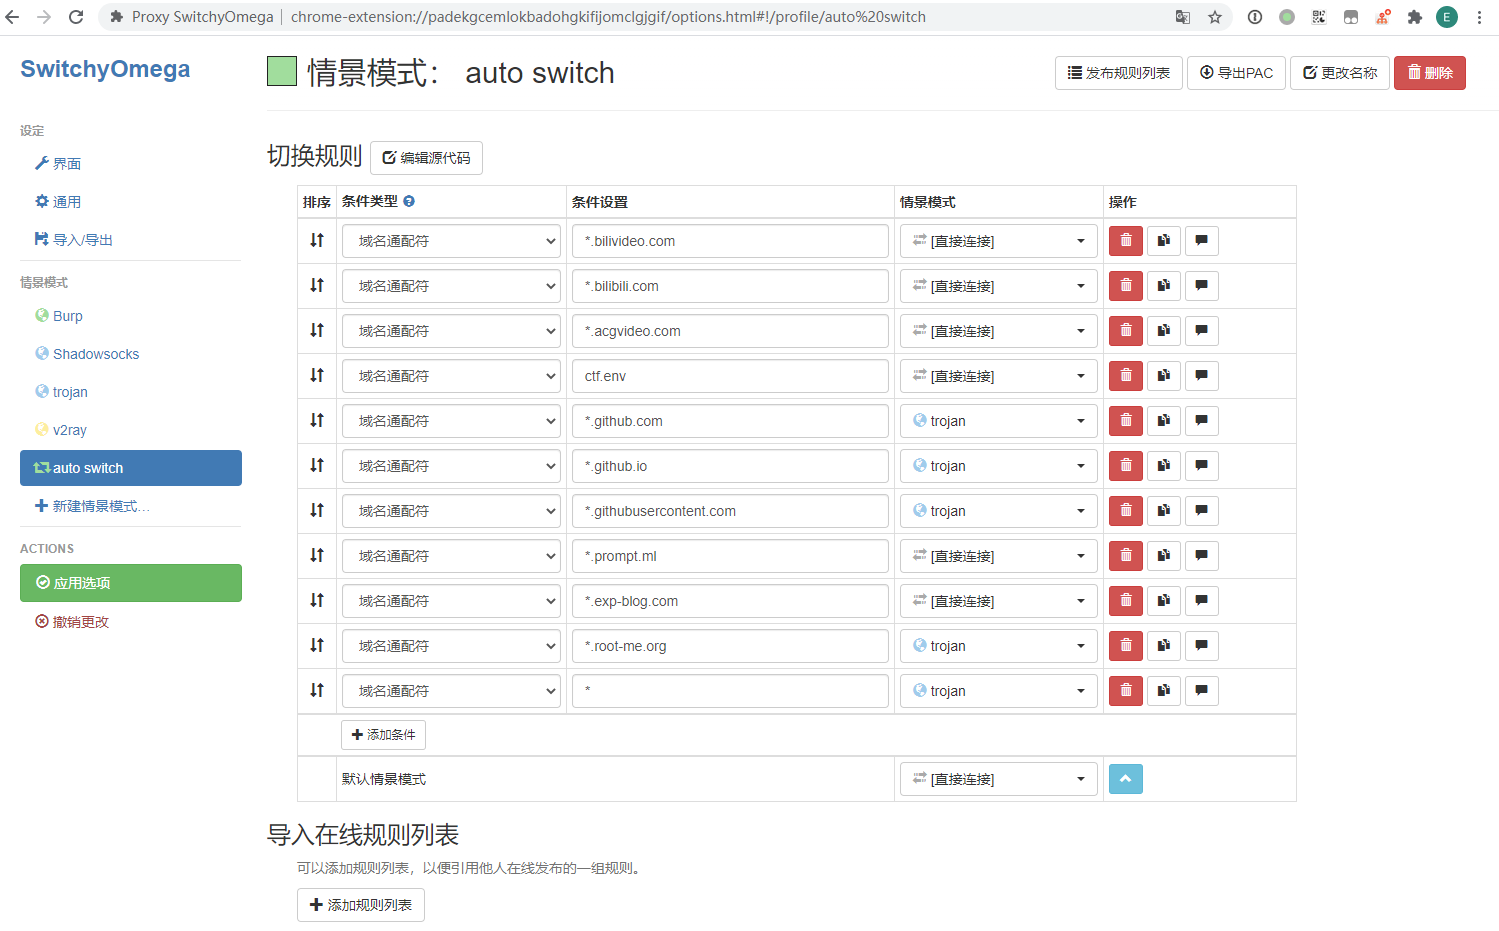 Proxy SwitchyOmega | chrome-extension://padekgcemlokbadohgkifijomclgjgif/options.html#!/profile/auto%20switch
E
SwitchyOmega
情景模式： auto switch
发布规则列表 导出PAC 更改名称 删除
设定
界面
通用
导入/导出
情景模式
Burp
Shadowsocks
trojan
v2ray
auto switch
新建情景模式...
ACTIONS
应用选项
撤销更改
切换规则 编辑源代码
排序 条件类型 条件设置 情景模式 操作
域名通配符 *.bilivideo.com [直接连接]
域名通配符 *.bilibili.com [直接连接]
域名通配符 *.acgvideo.com [直接连接]
域名通配符 ctf.env [直接连接]
域名通配符 *.github.com trojan
域名通配符 *.github.io trojan
域名通配符 *.githubusercontent.com trojan
域名通配符 *.prompt.ml [直接连接]
域名通配符 *.exp-blog.com [直接连接]
域名通配符 *.root-me.org trojan
域名通配符 * trojan
添加条件
默认情景模式 [直接连接]
导入在线规则列表
可以添加规则列表，以便引用他人在线发布的一组规则。
添加规则列表